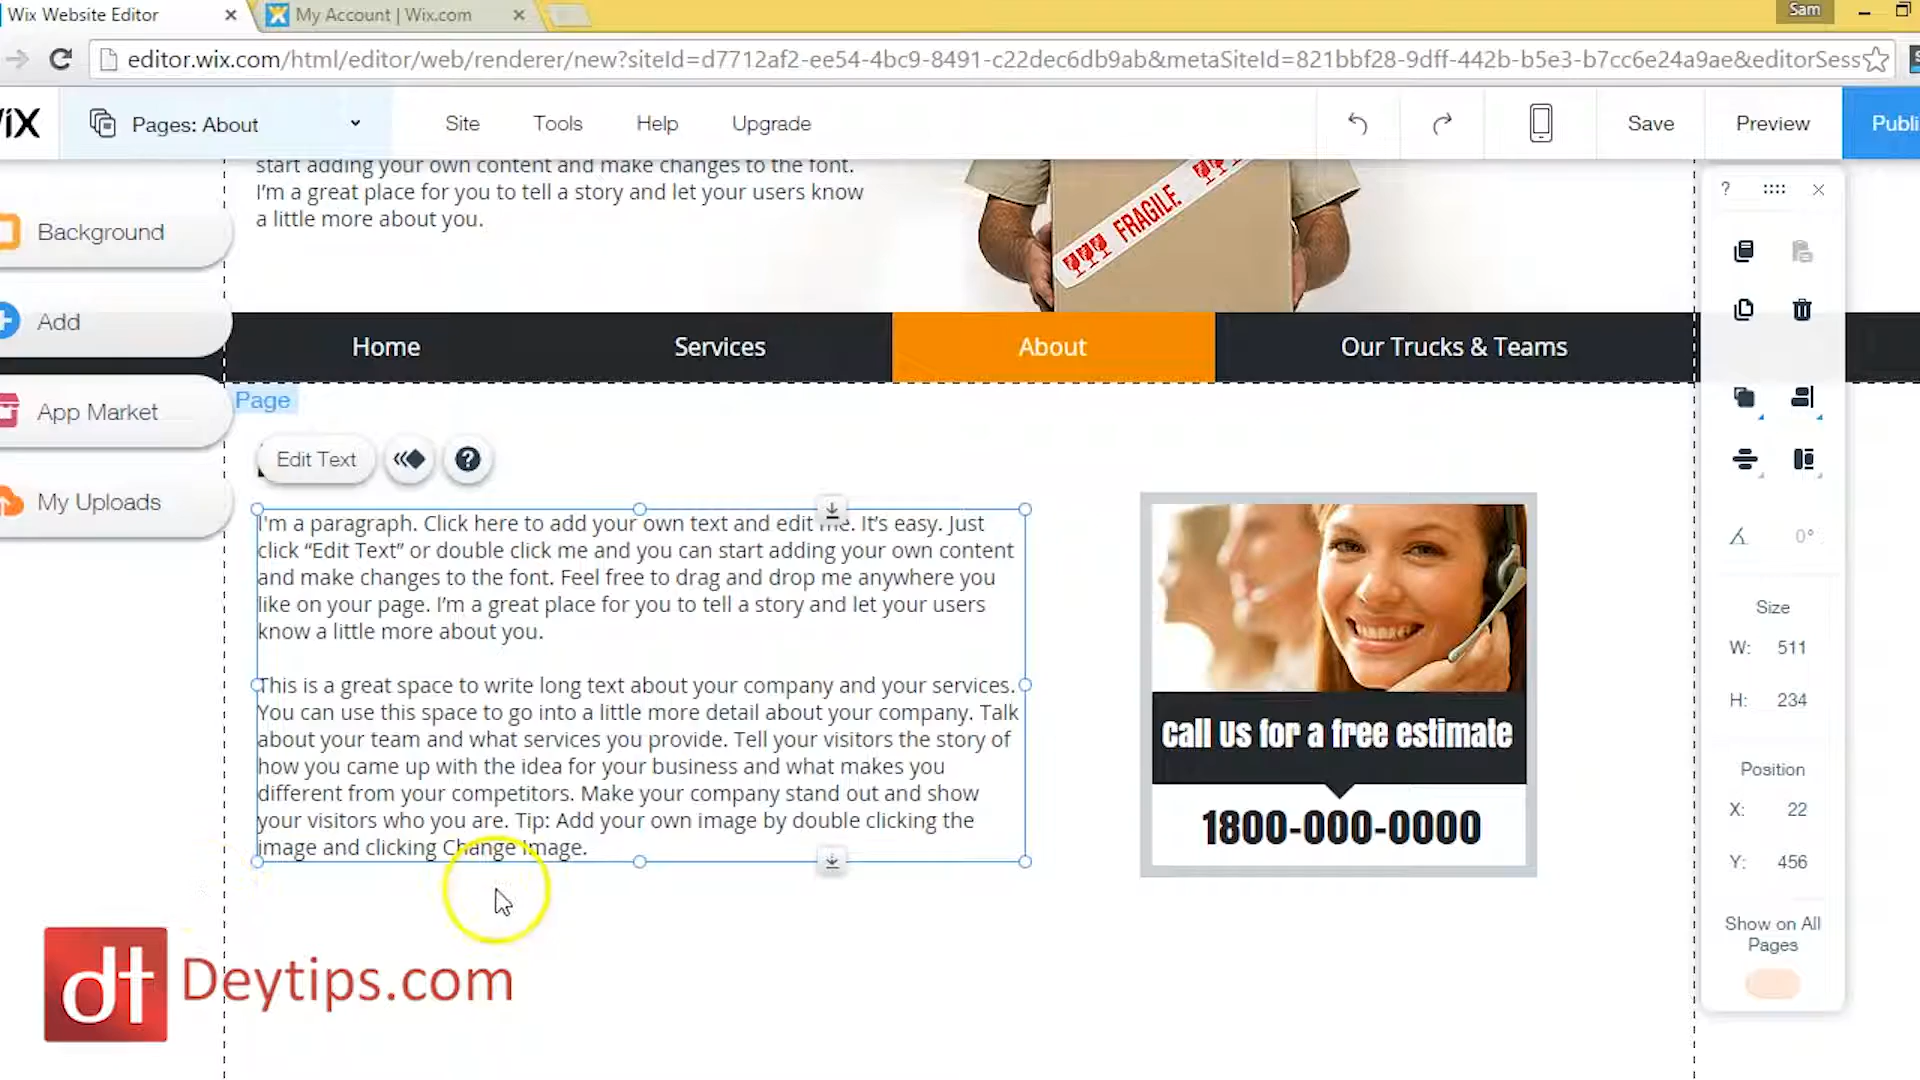 Wix Website Editor
My Account | Wix.com
Sam
editor.wix.com/html/editor/web/renderer/new?siteId=d7712af2-ee54-4bc9-8491-c22dec6db9ab&metaSiteId=821bbf28-9dff-442b-b5e3-b7cc6e24a9ae&editorSess
WiX
Pages: About
Site
Tools
Help
Upgrade
Save
Preview
Publi
start adding your own content and make changes to the font.
I'm a great place for you to tell a story and let your users know
a little more about you.
FRAGILE.
Background
Add
App Market
My Uploads
Home
Services
About
Our Trucks & Teams
Page
Edit Text
I'm a paragraph. Click here to add your own text and edit me. It's easy. Just
click “Edit Text” or double click me and you can start adding your own content
and make changes to the font. Feel free to drag and drop me anywhere you
like on your page. I'm a great place for you to tell a story and let your users
know a little more about you.
This is a great space to write long text about your company and your services.
You can use this space to go into a little more detail about your company. Talk
about your team and what services you provide. Tell your visitors the story of
how you came up with the idea for your business and what makes you
different from your competitors. Make your company stand out and show
your visitors who you are. Tip: Add your own image by double clicking the
image and clicking Change Image.
Call Us for a free estimate
1800-000-0000
?
0°
Size
W: 511
H: 234
Position
X: 22
Y: 456
Show on All
Pages
dt Deytips.com